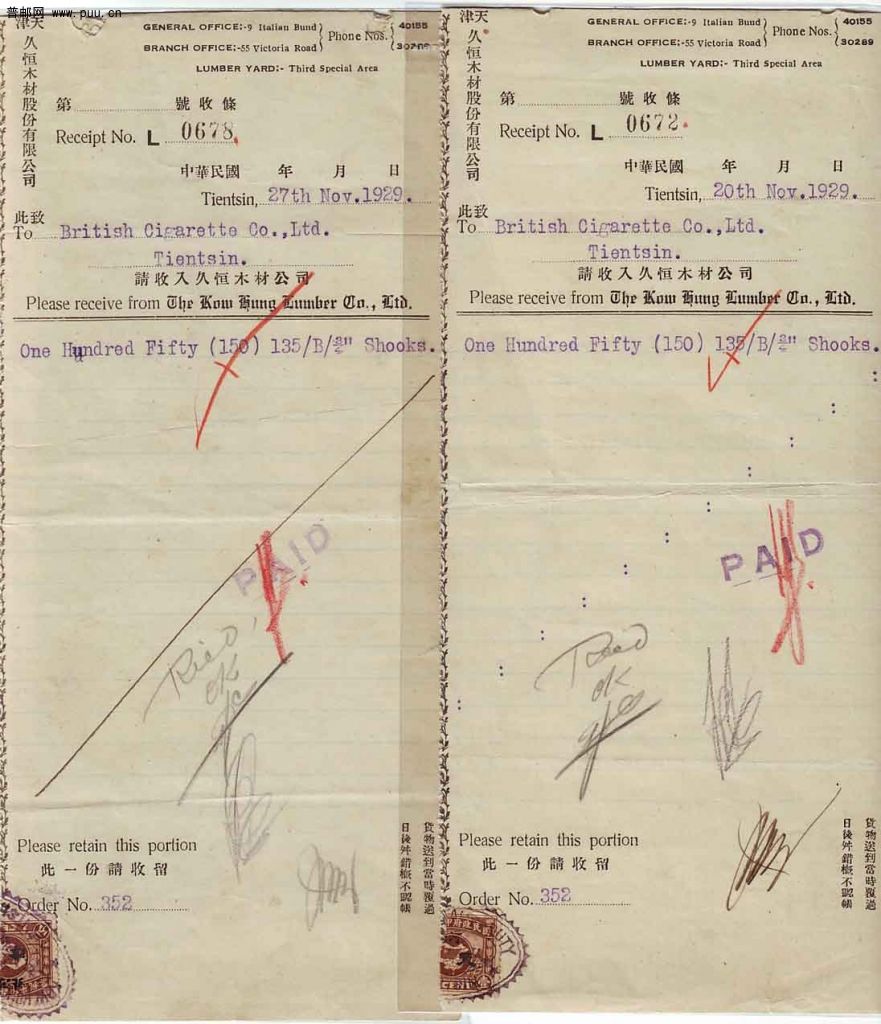 普邮网 www.puu.cn
天津
久恒木材股份有限公司
GENERAL OFFICE:-9 Italian Bund
BRANCH OFFICE:-55 Victoria Road
Phone Nos.
40155
LUMBER YARD:- Third Special Area
第 號收條
Receipt No. L 0678
中華民國 年 月 日
Tientsin, 27th Nov.1929.
此致
To British Cigarette Co.,Ltd.
Tientsin.
請收入久恒木材公司
Please receive from The Kow Hung Lumber Co., Ltd.
One Hundred Fifty (150) 135/B/¾" Shooks.
PAID
OK
Please retain this portion
此一份請收留
Order No. 352
貨物送到當時覆過
日後舛錯概不認帳
天津
久恒木材股份有限公司
GENERAL OFFICE:-9 Italian Bund
BRANCH OFFICE:-55 Victoria Road
Phone Nos.
40155
30289
LUMBER YARD:- Third Special Area
第 號收條
Receipt No. L 0672
中華民國 年 月 日
Tientsin, 20th Nov.1929.
此致
To British Cigarette Co.,Ltd.
Tientsin.
請收入久恒木材公司
Please receive from The Kow Hung Lumber Co., Ltd.
One Hundred Fifty (150) 135/B/¾" Shooks.
PAID
OK
Please retain this portion
此一份請收留
Order No. 352
貨物送到當時覆過
日後舛錯概不認帳